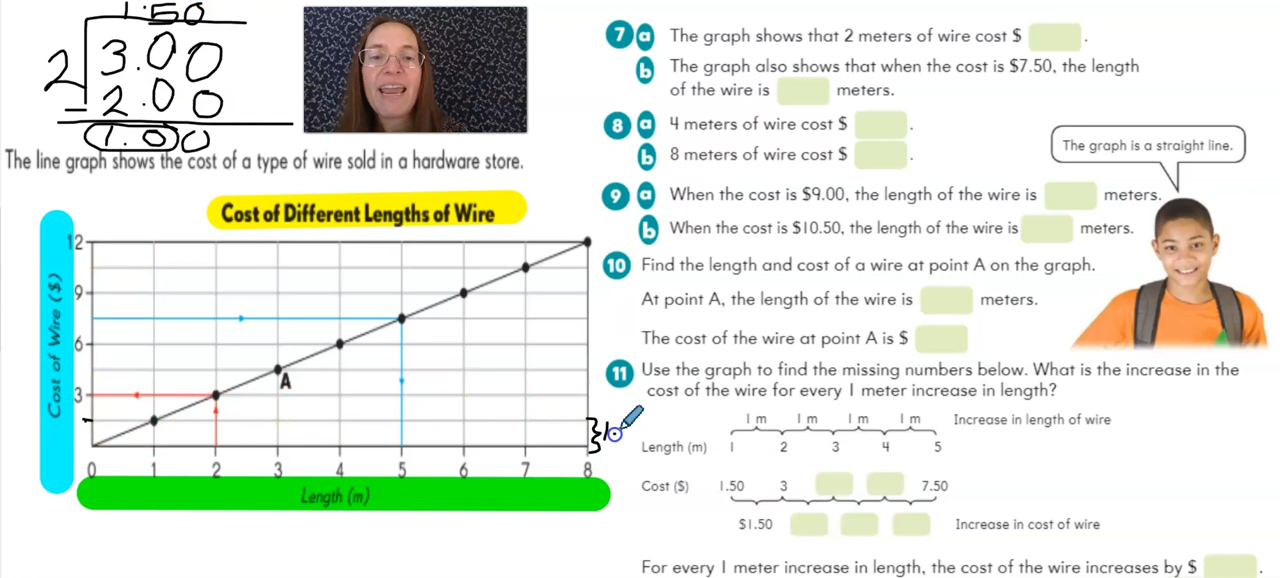 1.50
2 3.00
- 2.00
1.00
The line graph shows the cost of a type of wire sold in a hardware store.
Cost of Different Lengths of Wire
Cost of Wire ($)
12
9
6
3
A
0 1 2 3 4 5 6 7 8
Length (m)
1.
7 a The graph shows that 2 meters of wire cost $ .
b The graph also shows that when the cost is $7.50, the length
of the wire is meters.
8 a 4 meters of wire cost $ .
b 8 meters of wire cost $ .
The graph is a straight line.
9 a When the cost is $9.00, the length of the wire is meters.
b When the cost is $10.50, the length of the wire is meters.
10 Find the length and cost of a wire at point A on the graph.
At point A, the length of the wire is meters.
The cost of the wire at point A is $
11 Use the graph to find the missing numbers below. What is the increase in the
cost of the wire for every 1 meter increase in length?
1 m 1 m 1 m 1 m Increase in length of wire
Length (m) 1 2 3 4 5
Cost ($) 1.50 3 7.50
$1.50 Increase in cost of wire
For every 1 meter increase in length, the cost of the wire increases by $ .